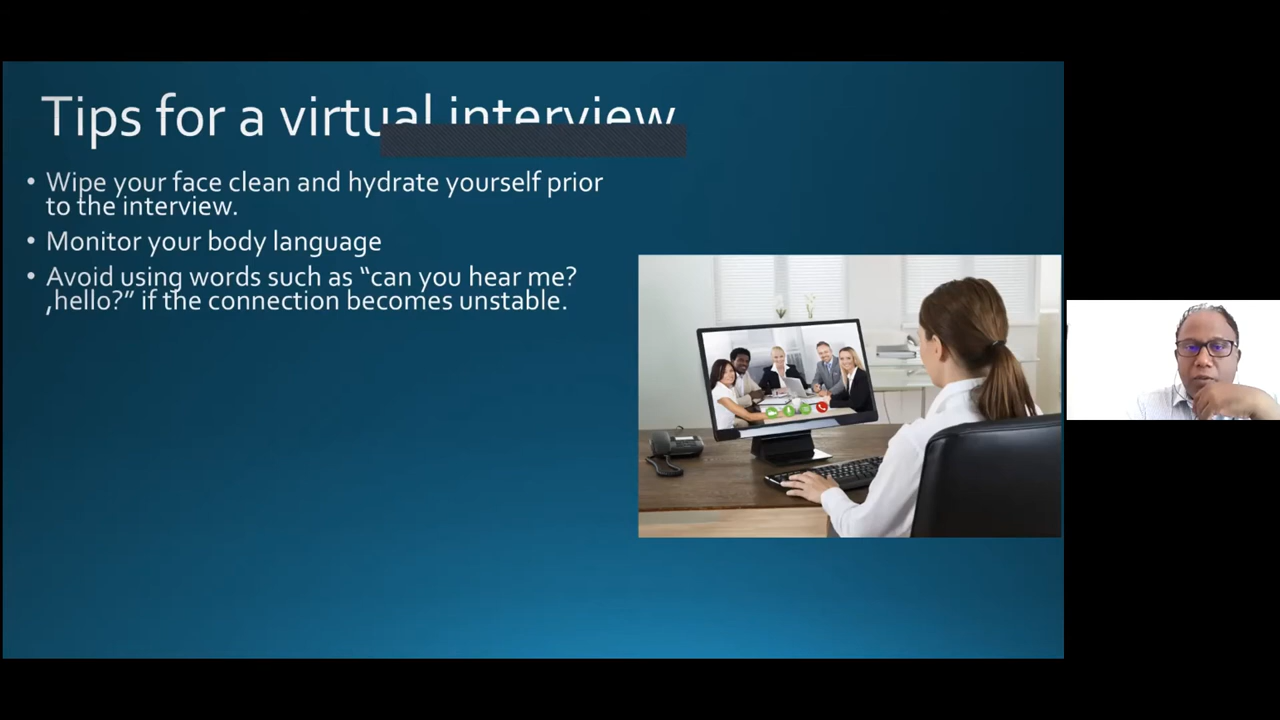 Tips for a virtual interview
• Wipe your face clean and hydrate yourself prior
to the interview.
• Monitor your body language
• Avoid using words such as “can you hear me?
,hello?” if the connection becomes unstable.